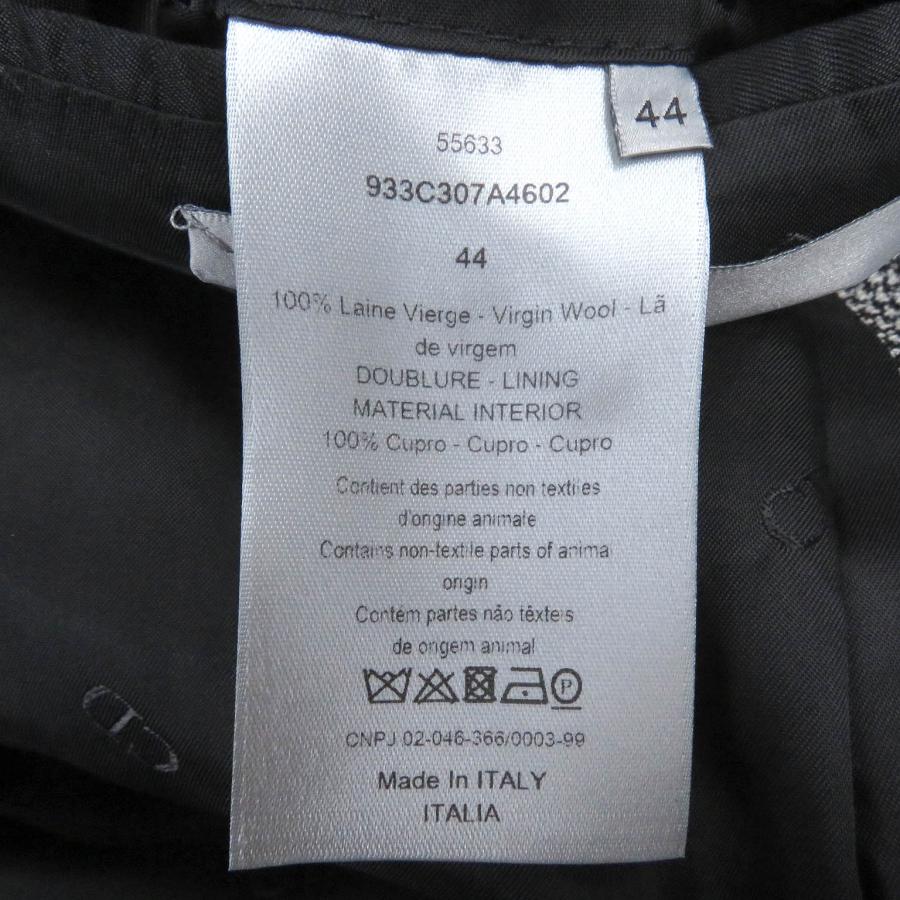 44
55633
933C307A4602
44
100% Laine Vierge - Virgin Wool - Lã
de virgem
DOUBLURE - LINING
MATERIAL INTERIOR
100% Cupro - Cupro - Cupro
Contient des parties non textiles
d'origine animale
Contains non-textile parts of anima
origin
Contém partes não têxteis
de origem animal
P
CNPJ 02-046-366/0003-99
Made In ITALY
ITALIA